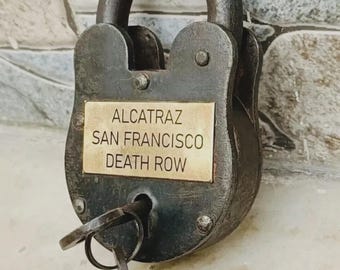 ALCATRAZ
SAN FRANCISCO
DEATH ROW